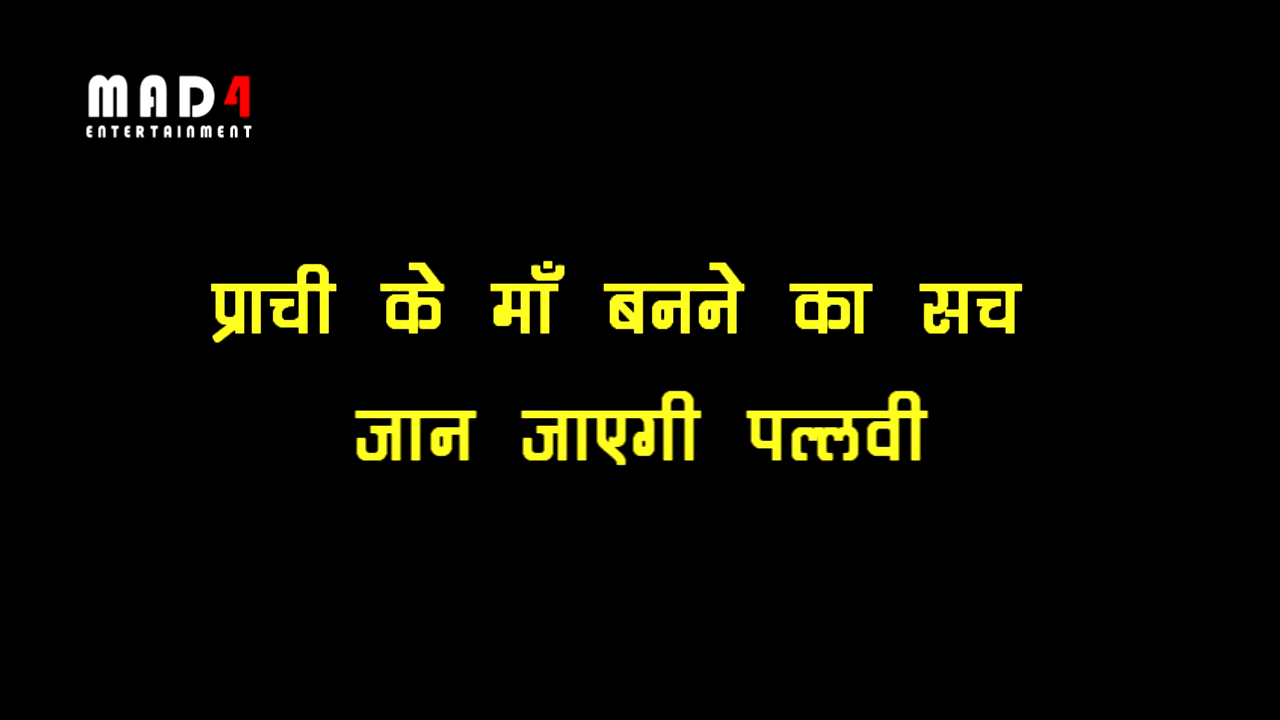 MAD4
ENTERTAINMENT
प्राची के माँ बनने का सच
जान जाएगी पल्लवी